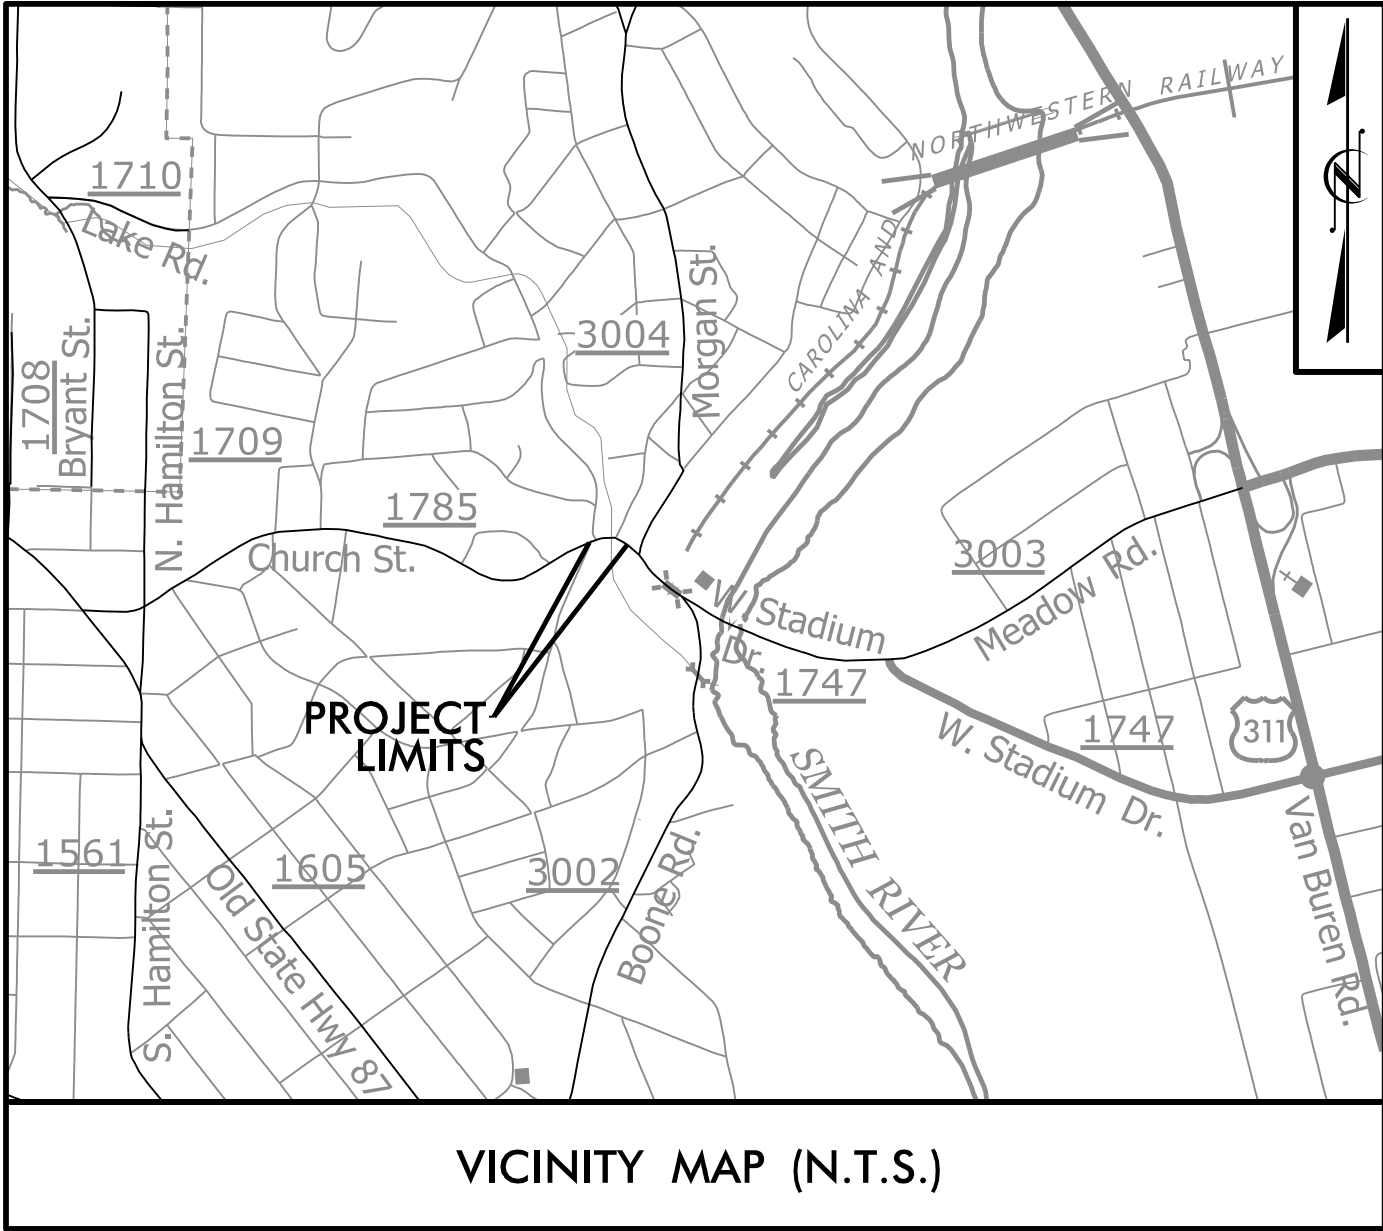 NORTHWESTERN RAILWAY
CAROLINA AND
1710
Lake Rd.
N
3004
Morgan St.
1708
Bryant St.
N. Hamilton St.
1709
1785
Church St.
3003
Meadow Rd.
W. Stadium
Dr.
1747
PROJECT
LIMITS
W. Stadium Dr.
1747
311
SMITH RIVER
Van Buren Rd.
1561
S. Hamilton St.
1605
Old State Hwy 87
3002
Boone Rd.
VICINITY MAP (N.T.S.)